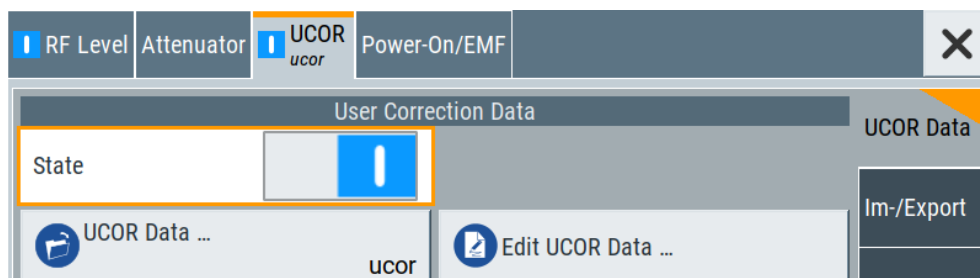 RF Level
Attenuator
UCOR
ucor
Power-On/EMF
User Correction Data
UCOR Data
State
Im-/Export
UCOR Data ...
ucor
Edit UCOR Data ...